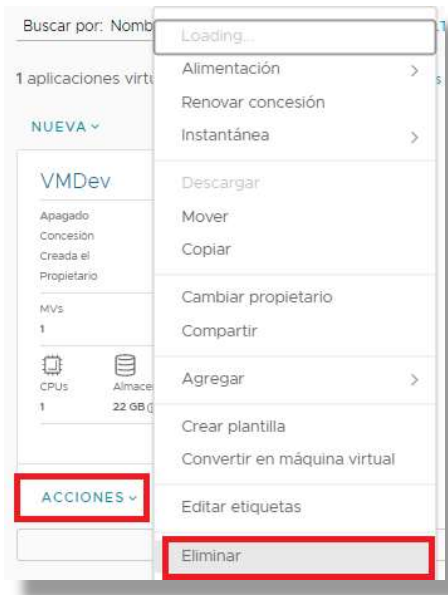 Buscar por: Nomb
Loading...
Alimentación
1 aplicaciones virtu
Renovar concesión
Instantánea
NUEVA
VMDev
Descargar
Apagado
Mover
Concesión
Creada el
Copiar
Propietario
Cambiar propietario
MVs
Compartir
1
Agregar
CPUs Almacen
1 22 GB
Crear plantilla
Convertir en máquina virtual
ACCIONES
Editar etiquetas
Eliminar